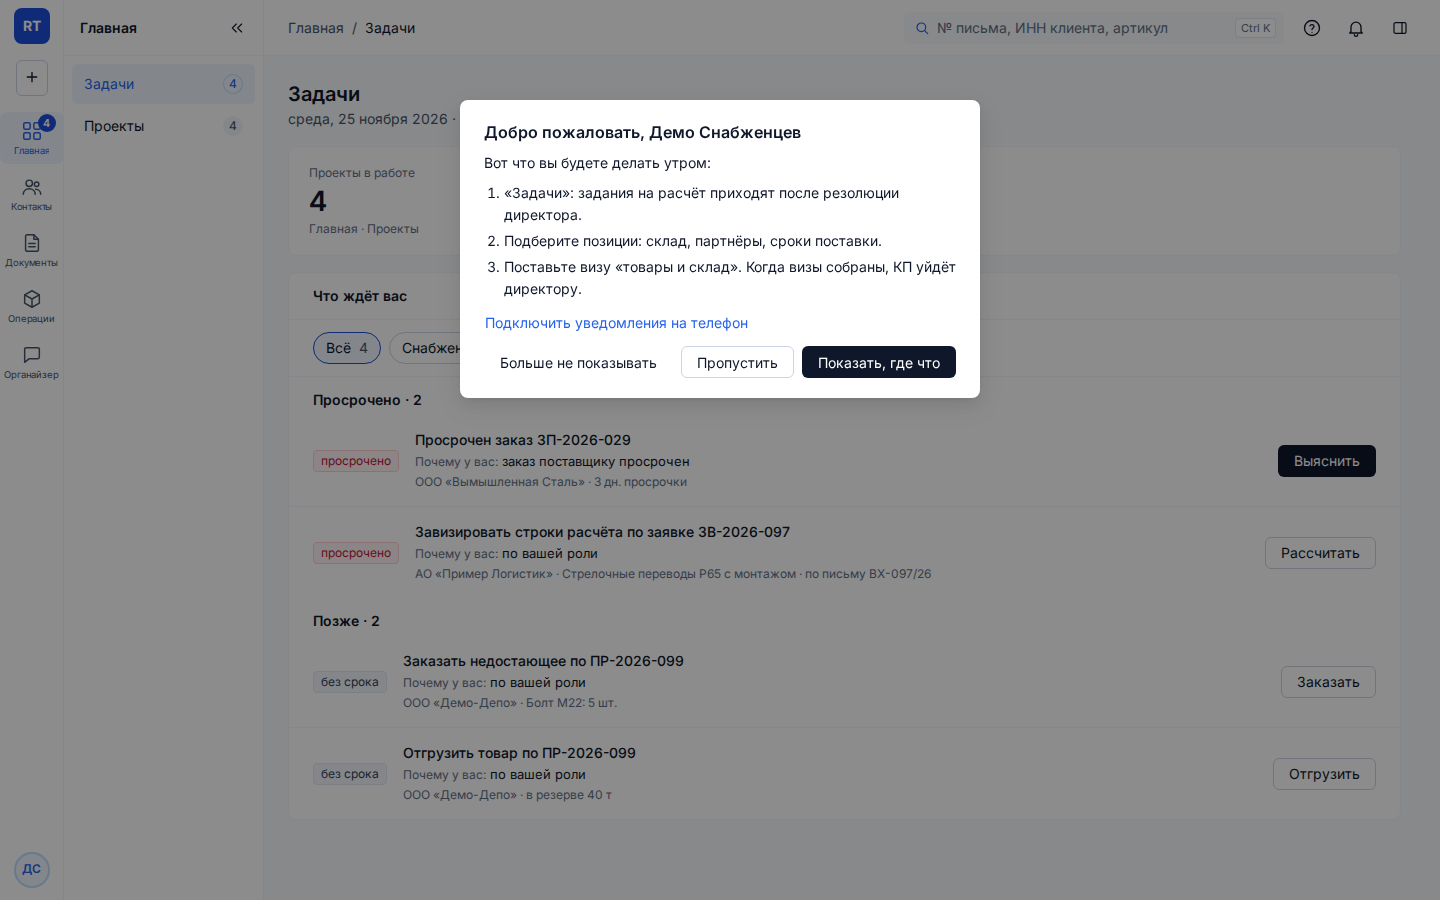 RT
Главная
Главная / Задачи
№ письма, ИНН клиента, артикул
Ctrl K
4
Главная
Контакты
Документы
Операции
Органайзер
ДС
Задачи 4
Проекты 4
Задачи
среда, 25 ноября 2026 ·
Проекты в работе
4
Главная · Проекты
Что ждёт вас
Всё 4
Снабжен
Добро пожаловать, Демо Снабженцев
Вот что вы будете делать утром:
1. «Задачи»: задания на расчёт приходят после резолюции
директора.
2. Подберите позиции: склад, партнёры, сроки поставки.
3. Поставьте визу «товары и склад». Когда визы собраны, КП уйдёт
директору.
Подключить уведомления на телефон
Больше не показывать
Пропустить
Показать, где что
Просрочено · 2
просрочено
Просрочен заказ ЗП-2026-029
Почему у вас: заказ поставщику просрочен
ООО «Вымышленная Сталь» · 3 дн. просрочки
Выяснить
просрочено
Завизировать строки расчёта по заявке ЗВ-2026-097
Почему у вас: по вашей роли
АО «Пример Логистик» · Стрелочные переводы Р65 с монтажом · по письму ВХ-097/26
Рассчитать
Позже · 2
без срока
Заказать недостающее по ПР-2026-099
Почему у вас: по вашей роли
ООО «Демо-Депо» · Болт М22: 5 шт.
Заказать
без срока
Отгрузить товар по ПР-2026-099
Почему у вас: по вашей роли
ООО «Демо-Депо» · в резерве 40 т
Отгрузить